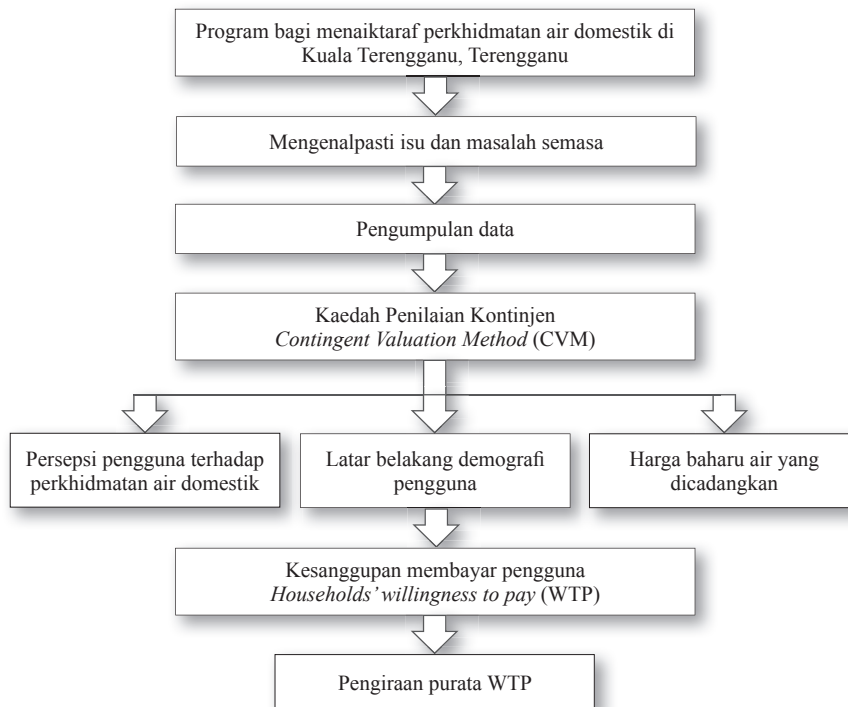 Program bagi menaiktaraf perkhidmatan air domestik di
Kuala Terengganu, Terengganu
Mengenalpasti isu dan masalah semasa
Pengumpulan data
Kaedah Penilaian Kontinjen
Contingent Valuation Method (CVM)
Persepsi pengguna terhadap
perkhidmatan air domestik
Latar belakang demografi
pengguna
Harga baharu air yang
dicadangkan
Kesanggupan membayar pengguna
Households' willingness to pay (WTP)
Pengiraan purata WTP